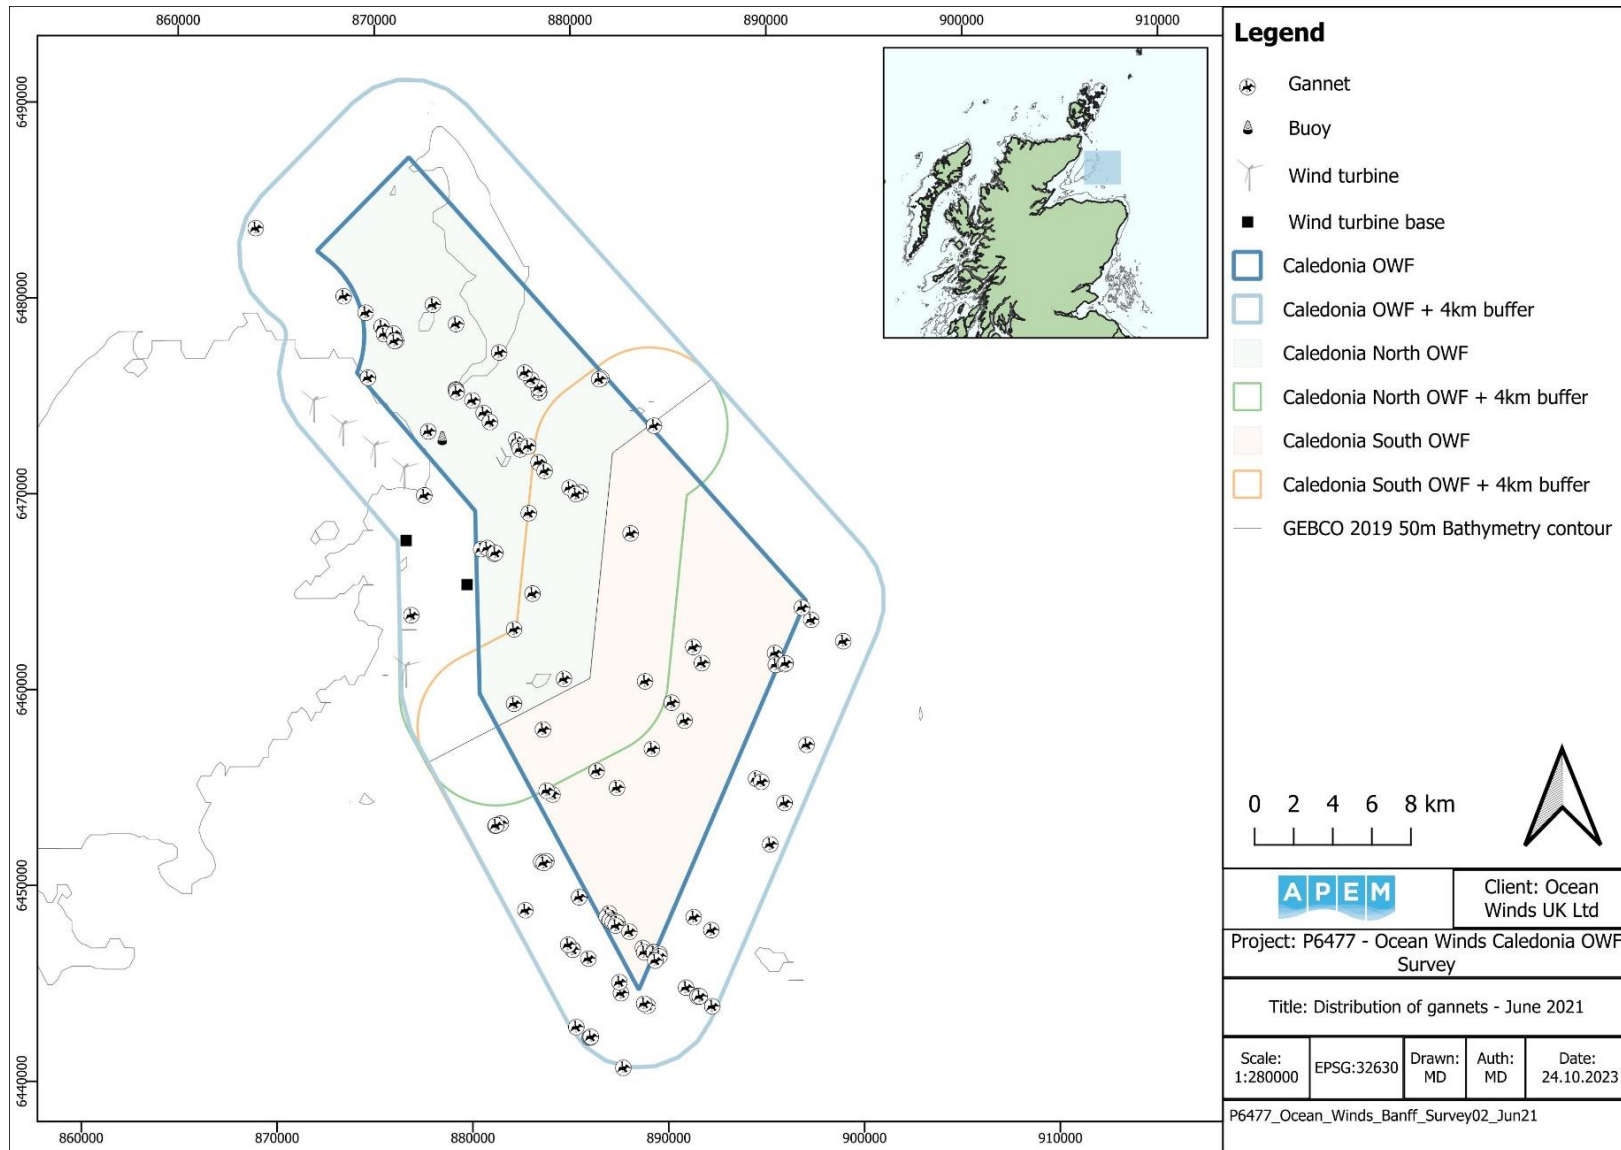 860000
870000
880000
890000
900000
910000
6490000
6480000
6470000
6460000
6450000
6440000
860000
870000
880000
890000
900000
910000
Legend
Gannet
Buoy
Wind turbine
Wind turbine base
Caledonia OWF
Caledonia OWF + 4km buffer
Caledonia North OWF
Caledonia North OWF + 4km buffer
Caledonia South OWF
Caledonia South OWF + 4km buffer
GEBCO 2019 50m Bathymetry contour
0 2 4 6 8 km
APEM
Client: Ocean
Winds UK Ltd
Project: P6477 - Ocean Winds Caledonia OWF
Survey
Title: Distribution of gannets - June 2021
Scale:
1:280000
EPSG:32630
Drawn:
MD
Auth:
MD
Date:
24.10.2023
P6477_Ocean_Winds_Banff_Survey02_Jun21